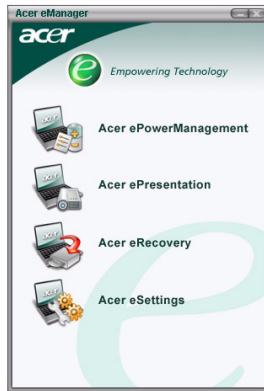 Acer eManager
acer
e Empowering Technology
Acer ePowerManagement
Acer ePresentation
Acer eRecovery
Acer eSettings